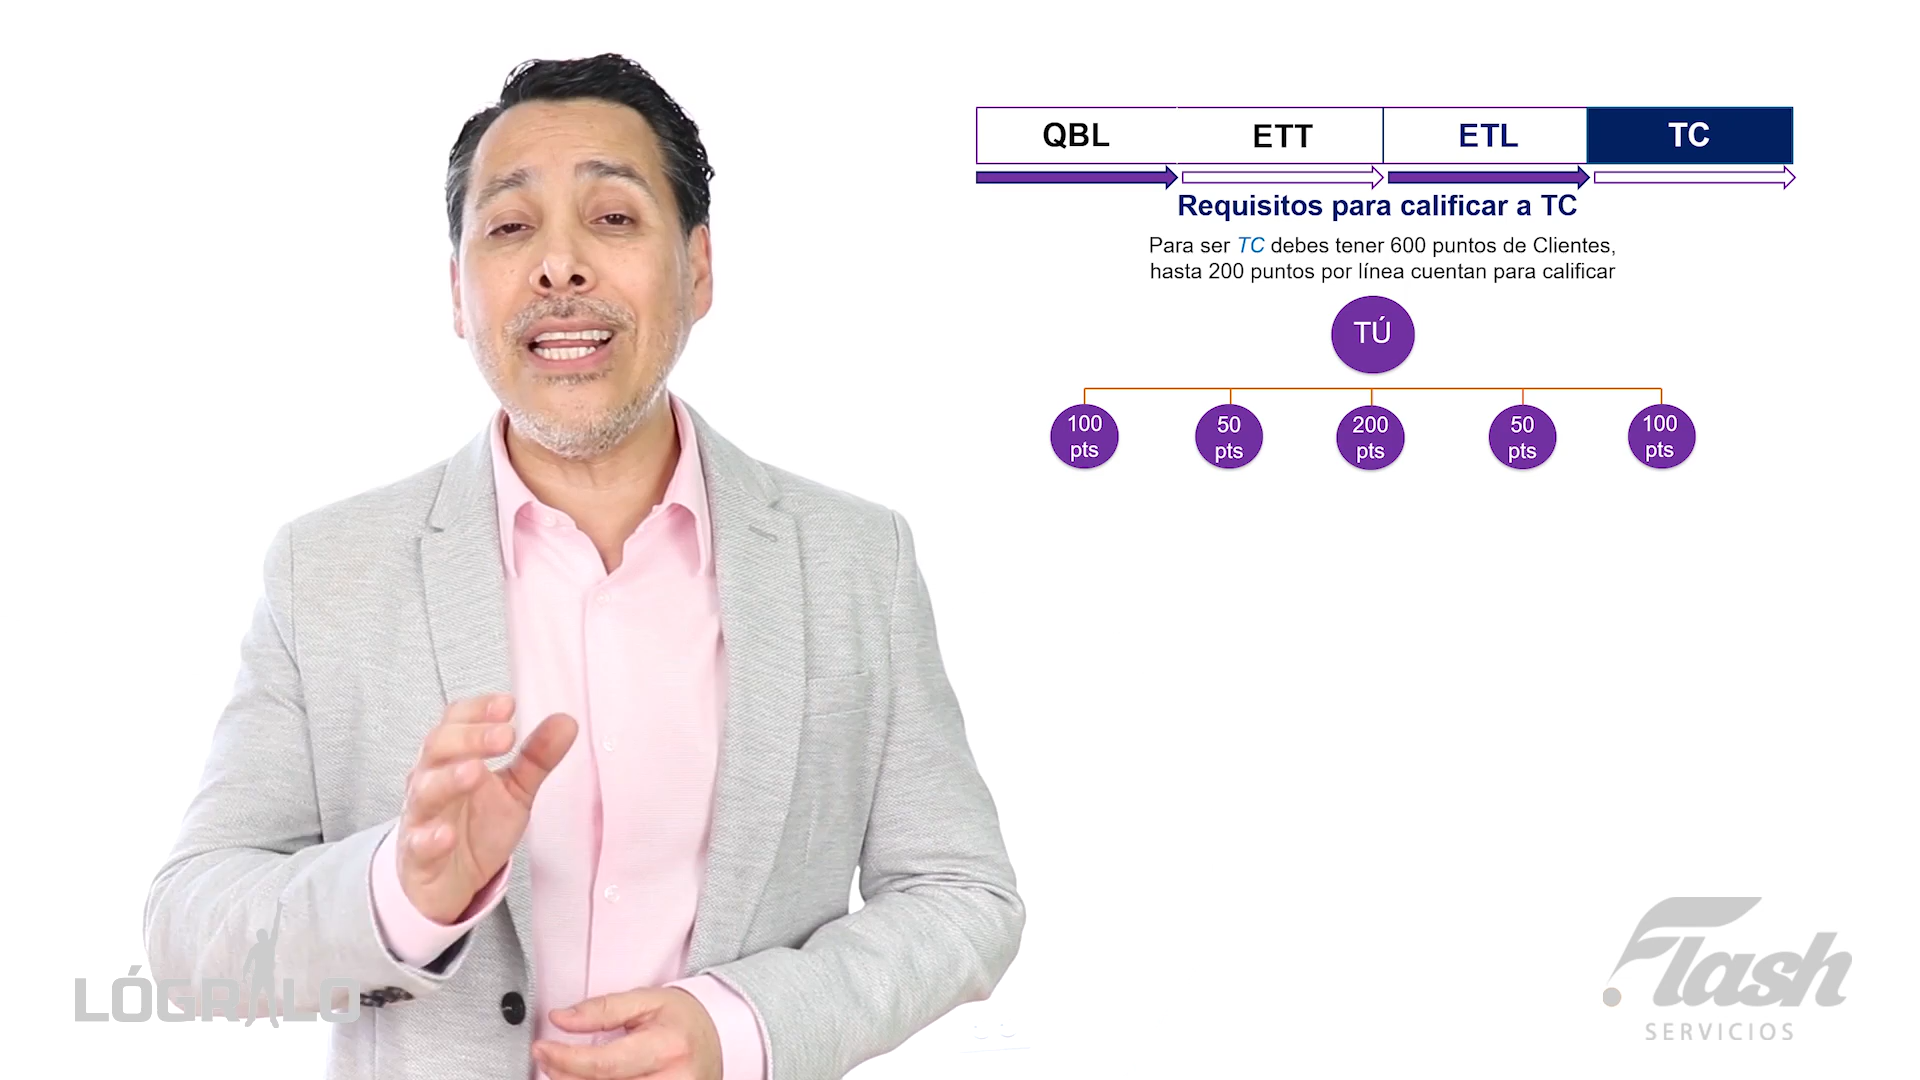 QBL
ETT
ETL
TC
Requisitos para calificar a TC
Para ser TC debes tener 600 puntos de Clientes,
hasta 200 puntos por línea cuentan para calificar
TÚ
100
pts
50
pts
200
pts
50
pts
100
pts
LÓGRALO
Flash
SERVICIOS